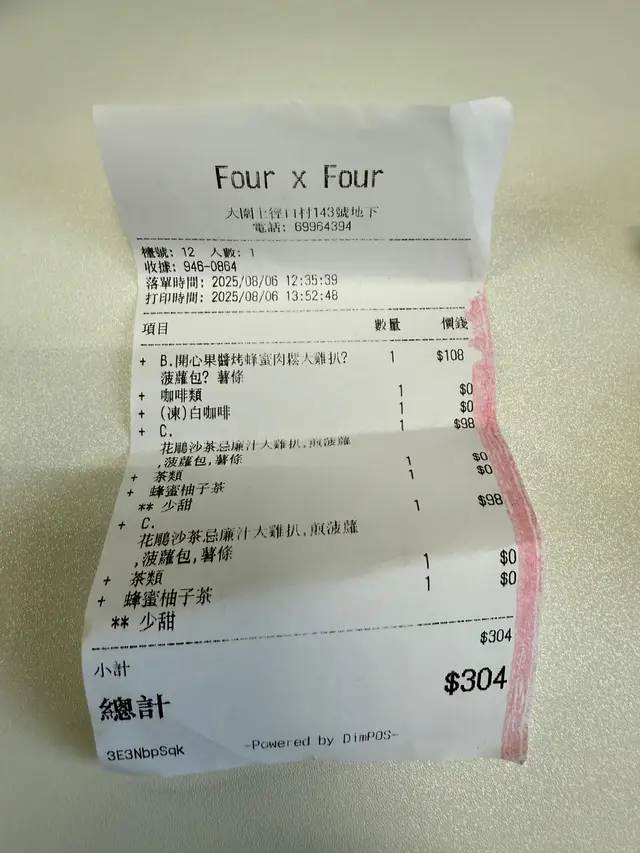 Four x Four
大圍上徑口村143號地下
電話: 69964394
檯號: 12 人數: 1
收據: 946-0864
落單時間: 2025/08/06 12:35:39
打印時間: 2025/08/06 13:52:48
項目 數量 價錢
+ B.開心果醬烤蜂蜜肉鬆大雞扒? 1 $108
菠蘿包? 薯條
+ 咖啡類 1 $0
+ (凍)白咖啡 1 $0
+ C. 1 $98
花鵰沙茶忌廉汁大雞扒,煎菠蘿
,菠蘿包,薯條
+ 茶類 1 $0
+ 蜂蜜柚子茶 1 $0
** 少甜
+ C. 1 $98
花鵰沙茶忌廉汁大雞扒,煎菠蘿
,菠蘿包,薯條
+ 茶類 1 $0
+ 蜂蜜柚子茶 1 $0
** 少甜
小計 $304
總計 $304
3E3NbpSqk -Powered by DimPOS-